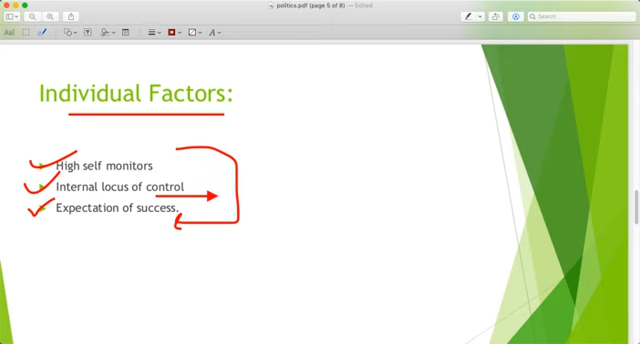 politics.pdf (page 5 of 8) — Edited
Search
Individual Factors:
High self monitors
Internal locus of control
Expectation of success.